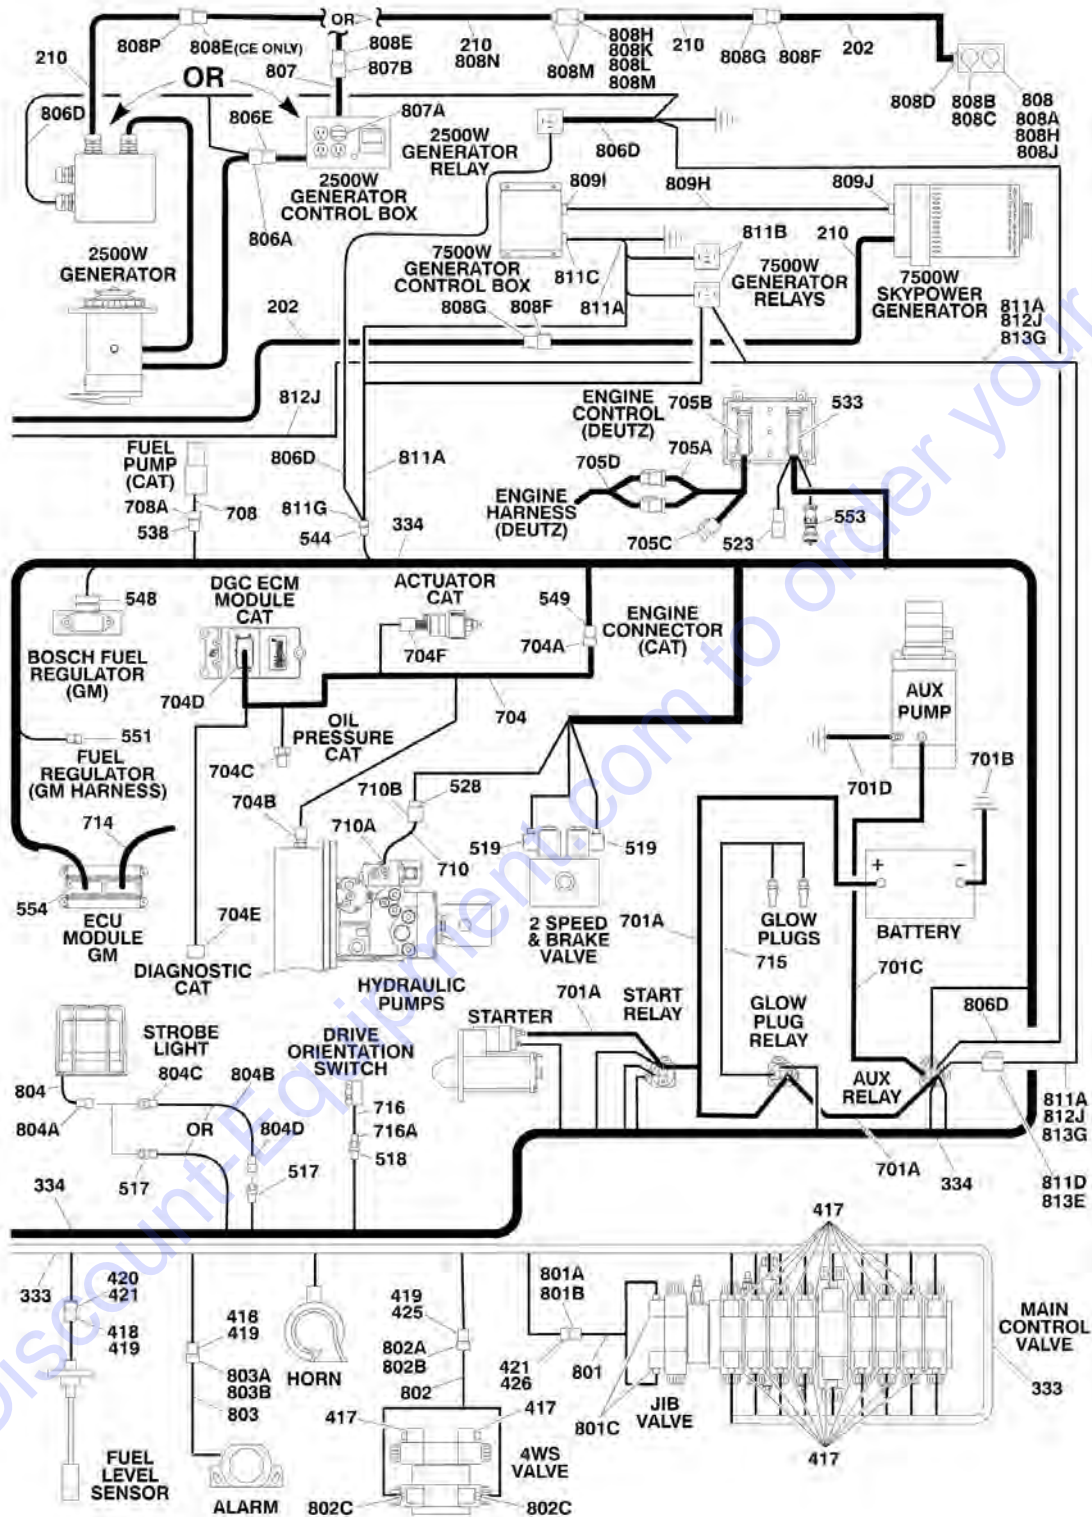 OR
808P
808E(CE ONLY)
808E
807B
807
210
808N
808H
808K
808L
808M
808M
210
808G
808F
202
210
OR
806D
806E
807A
2500W
GENERATOR
RELAY
806D
808D
808B
808C
808
808A
808H
808J
2500W
GENERATOR
CONTROL BOX
806A
809I
809H
809J
2500W
GENERATOR
7500W
GENERATOR
CONTROL BOX
811C
811A
811B
7500W
GENERATOR
RELAYS
210
7500W
SKYPOWER
GENERATOR
811A
812J
813G
202
808G
808F
812J
ENGINE
CONTROL
(DEUTZ)
705B
533
705A
705D
FUEL
PUMP
(CAT)
806D
811A
ENGINE
HARNESS
(DEUTZ)
708A
708
538
811G
544
334
705C
523
553
DGC ECM
MODULE
CAT
ACTUATOR
CAT
548
549
704A
ENGINE
CONNECTOR
(CAT)
704F
BOSCH FUEL
REGULATOR
(GM)
704D
704
AUX
PUMP
OIL
PRESSURE
CAT
551
FUEL
REGULATOR
(GM HARNESS)
704C
701D
701B
714
704B
710B
528
710A
710
519
519
+
−
554
ECU
MODULE
GM
704E
2 SPEED
& BRAKE
VALVE
701A
GLOW
PLUGS
BATTERY
DIAGNOSTIC
CAT
HYDRAULIC
PUMPS
715
701C
STROBE
LIGHT
DRIVE
ORIENTATION
SWITCH
STARTER
701A
START
RELAY
GLOW
PLUG
RELAY
806D
804
804C
804B
716
716A
518
AUX
RELAY
804A
OR
804D
811A
812J
813G
517
517
701A
334
811D
813E
334
417
333
420
421
418
419
418
419
803A
803B
803
HORN
419
425
802A
802B
802
801A
801B
421
426
801
MAIN
CONTROL
VALVE
333
417
417
801C
JIB
VALVE
417
FUEL
LEVEL
SENSOR
ALARM
4WS
VALVE
802C
802C
Discount-Equipment.com to order your